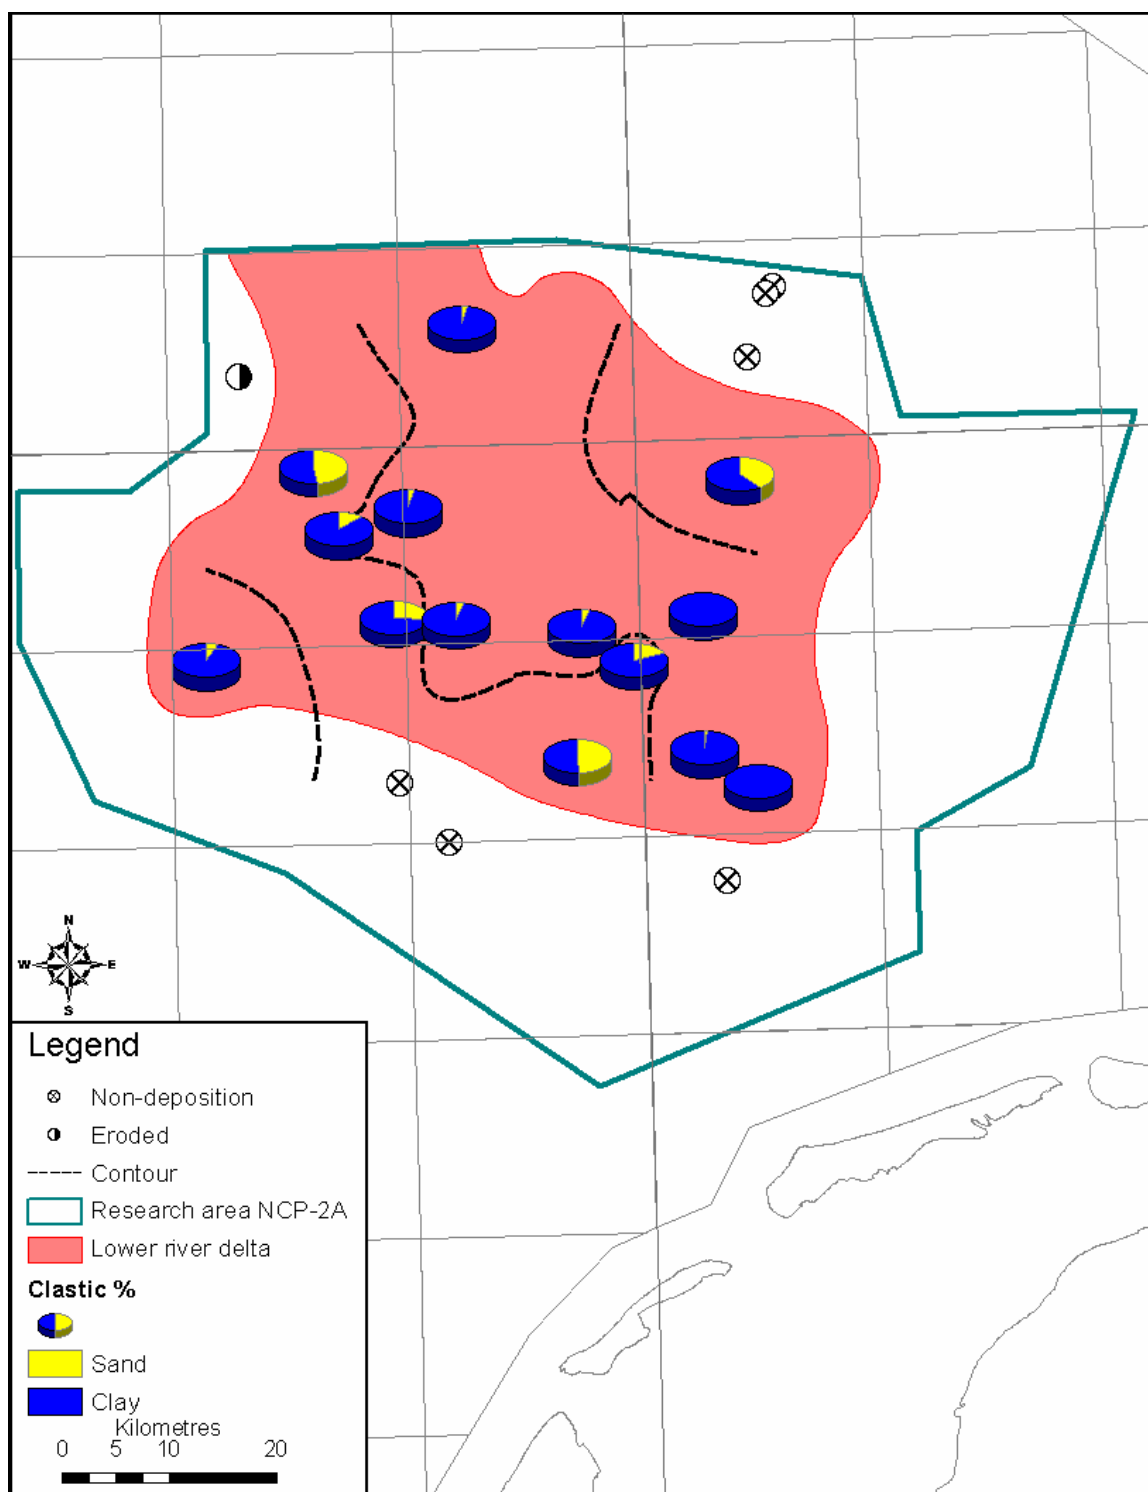 N
W E
S
Legend
Non-deposition
Eroded
Contour
Research area NCP-2A
Lower river delta
Clastic %
Sand
Clay
Kilometres
0 5 10 20